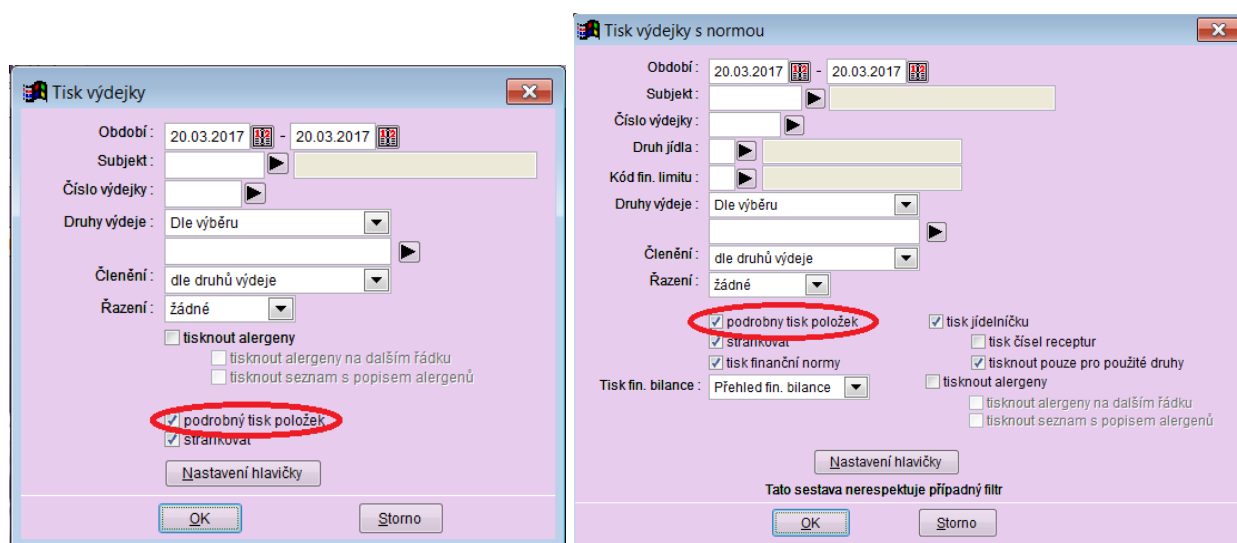 Tisk výdejky
Období : 20.03.2017 - 20.03.2017
Subjekt :
Číslo výdejky :
Druhy výdeje : Dle výběru
Členění : dle druhů výdeje
Řazení : žádné
tisknout alergeny
tisknout alergeny na dalším řádku
tisknout seznam s popisem alergenů
podrobný tisk položek
stránkovat
Nastavení hlavičky
OK Storno
Tisk výdejky s normou
Období : 20.03.2017 - 20.03.2017
Subjekt :
Číslo výdejky :
Druh jídla :
Kód fin. limitu :
Druhy výdeje : Dle výběru
Členění : dle druhů výdeje
Řazení : žádné
podrobny tisk položek tisk jídelníčku
stránkovat tisk čísel receptur
tisk finanční normy tisknout pouze pro použité druhy
Tisk fin. bilance : Přehled fin. bilance tisknout alergeny
tisknout alergeny na dalším řádku
tisknout seznam s popisem alergenů
Nastavení hlavičky
Tato sestava nerespektuje případný filtr
OK Storno